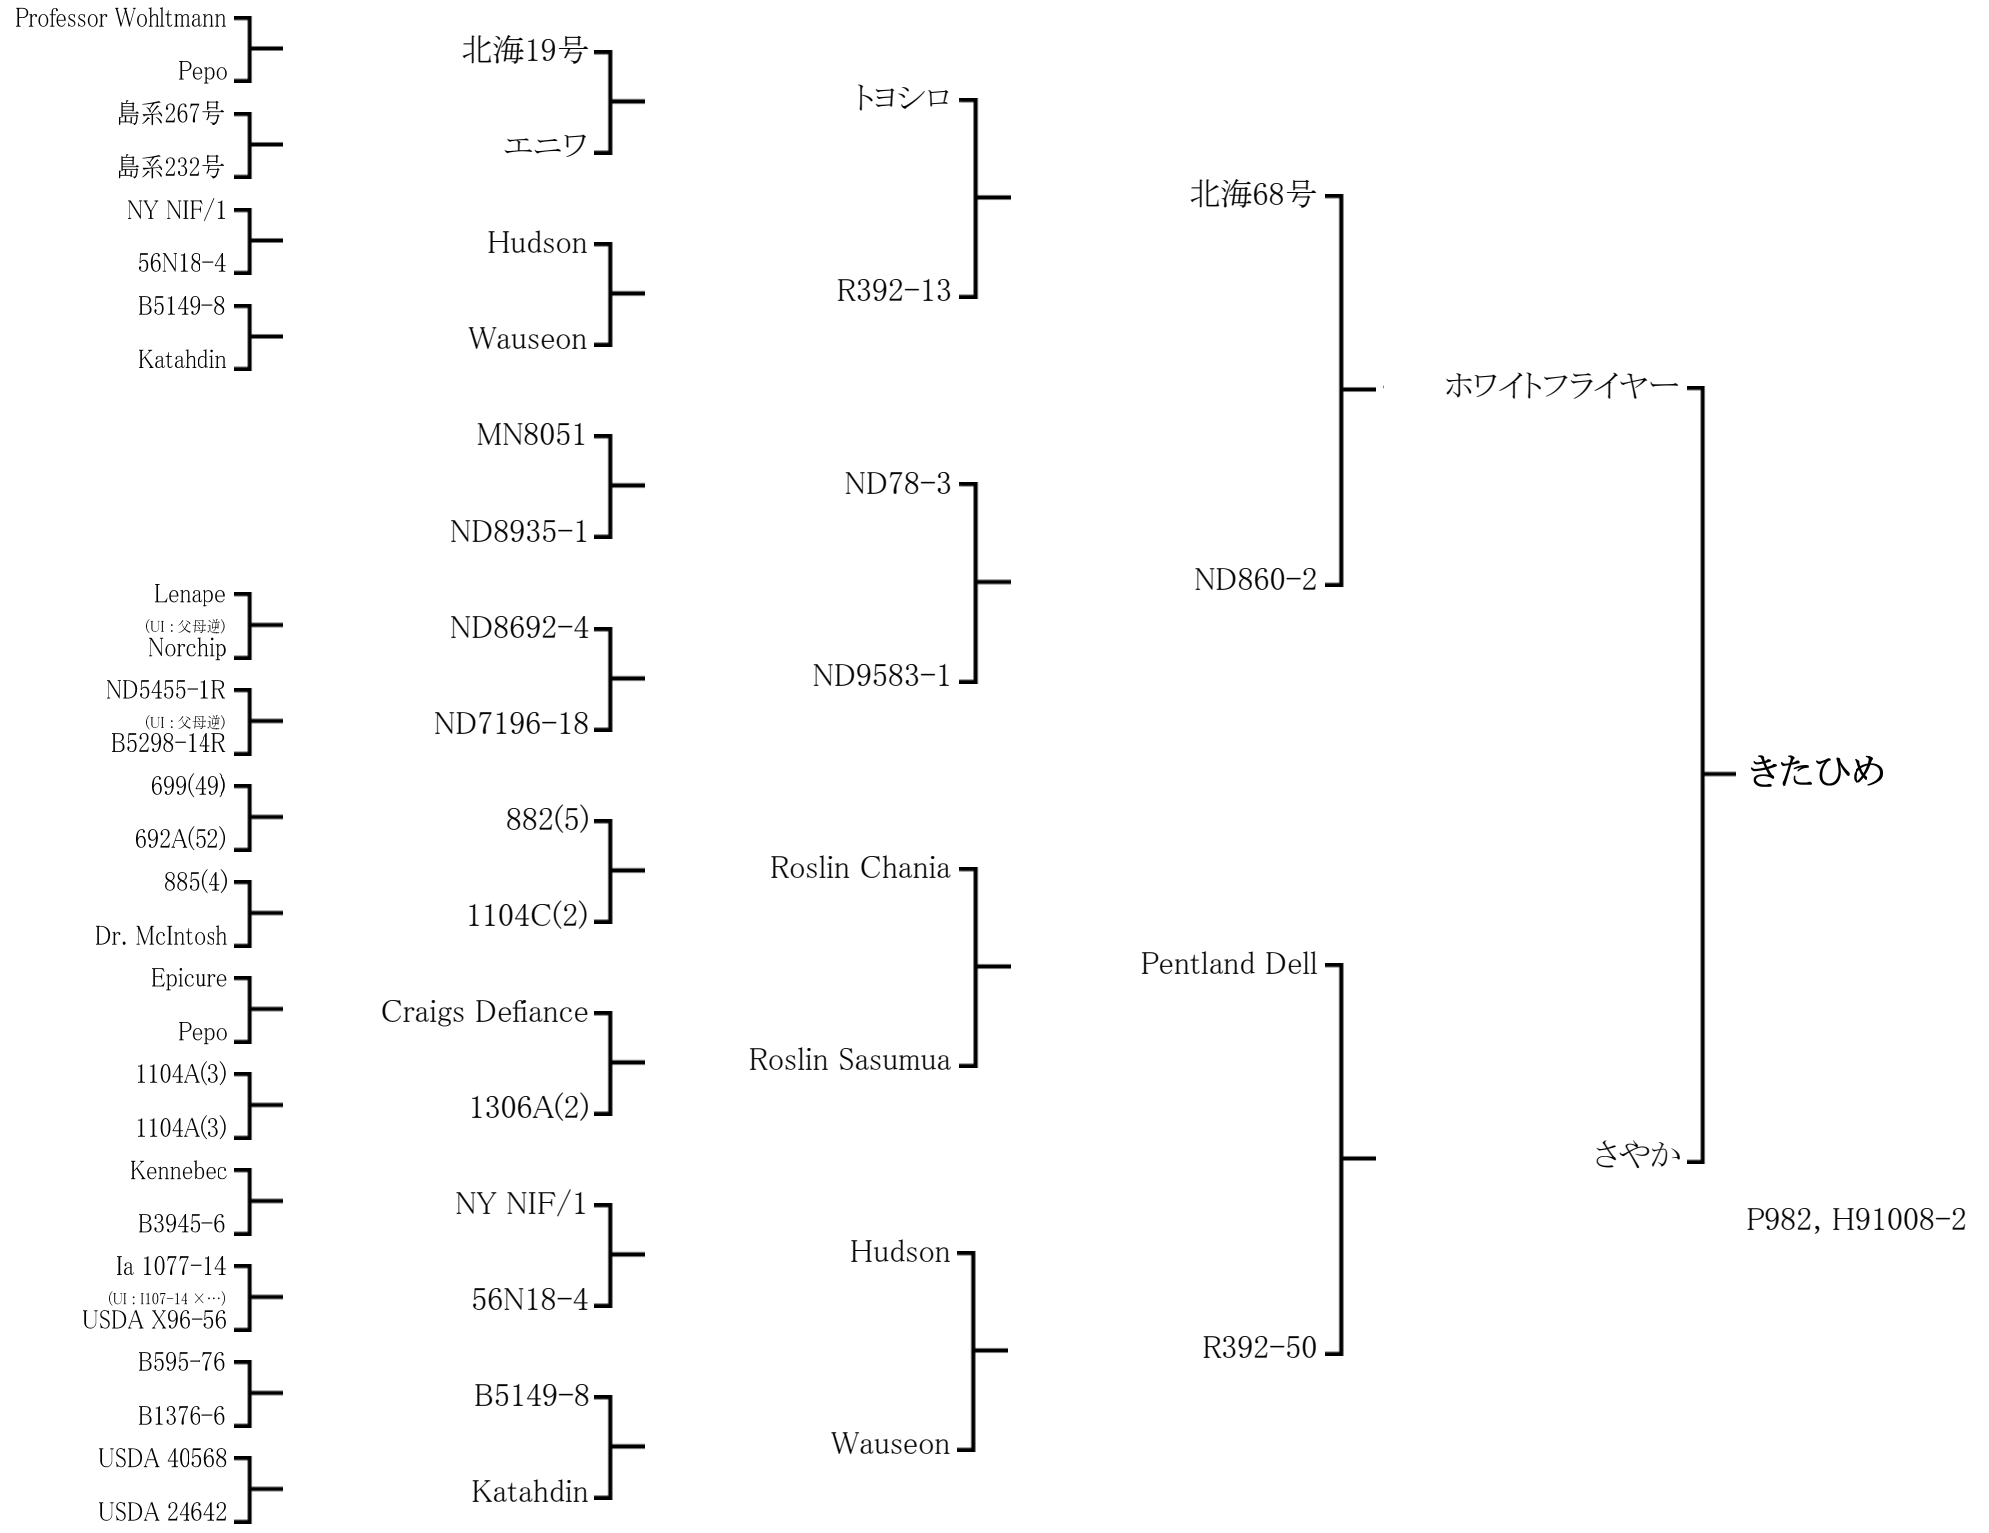 Professor Wohltmann
Pepo
島系267号
島系232号
NY NIF/1
56N18-4
B5149-8
Katahdin
Lenape
(UI : 父母逆)
Norchip
ND5455-1R
(UI : 父母逆)
B5298-14R
699(49)
692A(52)
885(4)
Dr. McIntosh
Epicure
Pepo
1104A(3)
1104A(3)
Kennebec
B3945-6
Ia 1077-14
(UI : I107-14 ×…)
USDA X96-56
B595-76
B1376-6
USDA 40568
USDA 24642
北海19号
エニワ
Hudson
Wauseon
MN8051
ND8935-1
ND8692-4
ND7196-18
882(5)
1104C(2)
Craigs Defiance
1306A(2)
NY NIF/1
56N18-4
B5149-8
Katahdin
トヨシロ
R392-13
ND78-3
ND9583-1
Roslin Chania
Roslin Sasumua
Hudson
Wauseon
北海68号
ND860-2
Pentland Dell
R392-50
ホワイトフライヤー
さやか
きたひめ
P982, H91008-2